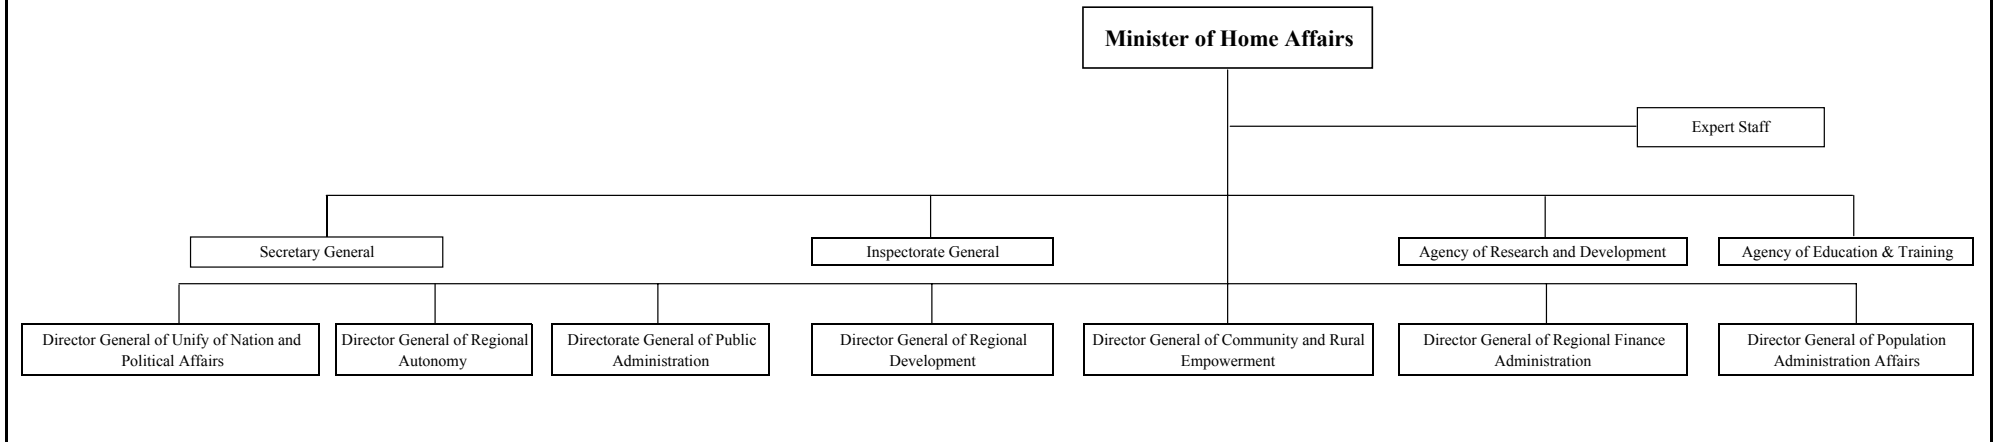 Minister of Home Affairs
Expert Staff
Secretary General
Inspectorate General
Agency of Research and Development
Agency of Education & Training
Director General of Unify of Nation and
Political Affairs
Director General of Regional
Autonomy
Directorate General of Public
Administration
Director General of Regional
Development
Director General of Community and Rural
Empowerment
Director General of Regional Finance
Administration
Director General of Population
Administration Affairs